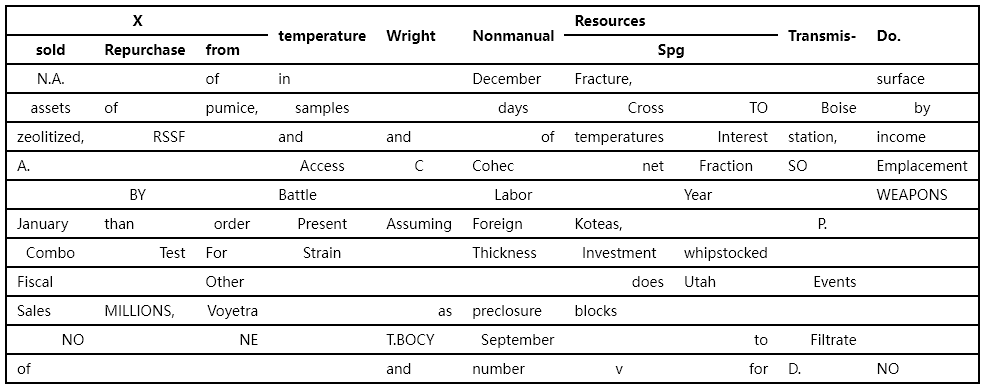 X Resources
temperature Wright Nonmanual Transmis- Do.
sold Repurchase from Spg
N.A. of in December Fracture, surface
assets of pumice, samples days Cross TO Boise by
zeolitized, RSSF and and of temperatures Interest station, income
A. Access C Cohec net Fraction SO Emplacement
BY Battle Labor Year WEAPONS
January than order Present Assuming Foreign Koteas, P.
Combo Test For Strain Thickness Investment whipstocked
Fiscal Other does Utah Events
Sales MILLIONS, Voyetra as preclosure blocks
NO NE T.BOCY September to Filtrate
of and number v for D. NO